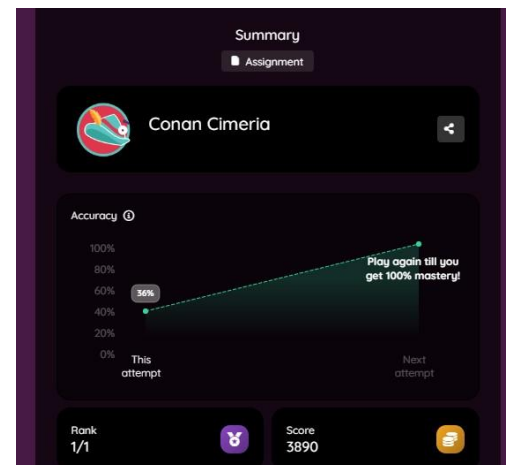 Summary
Assignment
Conan Cimeria
Accuracy
100%
80%
60%
40%
20%
0%
36%
Play again till you
get 100% mastery!
This
attempt
Next
attempt
Rank
1/1
Score
3890